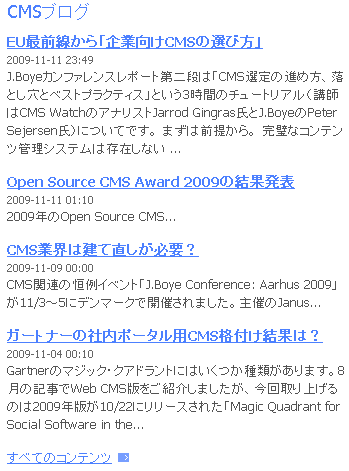 CMSブログ
EU最前線から「企業向けCMSの選び方」
2009-11-11 23:49
J.Boyeカンファレンスレポート第二段は「CMS選定の進め方、落
とし穴とベストプラクティス」という3時間のチュートリアル（講師
はCMS WatchのアナリストJarrod Gingras氏とJ.BoyeのPeter
Sejersen氏）についてです。 まずは前提から。 完璧なコンテン
ツ管理システムは存在しない ...
Open Source CMS Award 2009の結果発表
2009-11-11 01:10
2009年のOpen Source CMS...
CMS業界は建て直しが必要？
2009-11-09 00:00
CMS関連の恒例イベント「J.Boye Conference: Aarhus 2009」
が11/3～5にデンマークで開催されました。主催のJanus...
ガートナーの社内ポータル用CMS格付け結果は？
2009-11-04 00:10
Gartnerのマジック・クアドラントにはいくつか種類があります。8
月の記事でWeb CMS版をご紹介しましたが、今回取り上げる
のは2009年版が10/22にリリースされた「Magic Quadrant for
Social Software in the...
すべてのコンテンツ